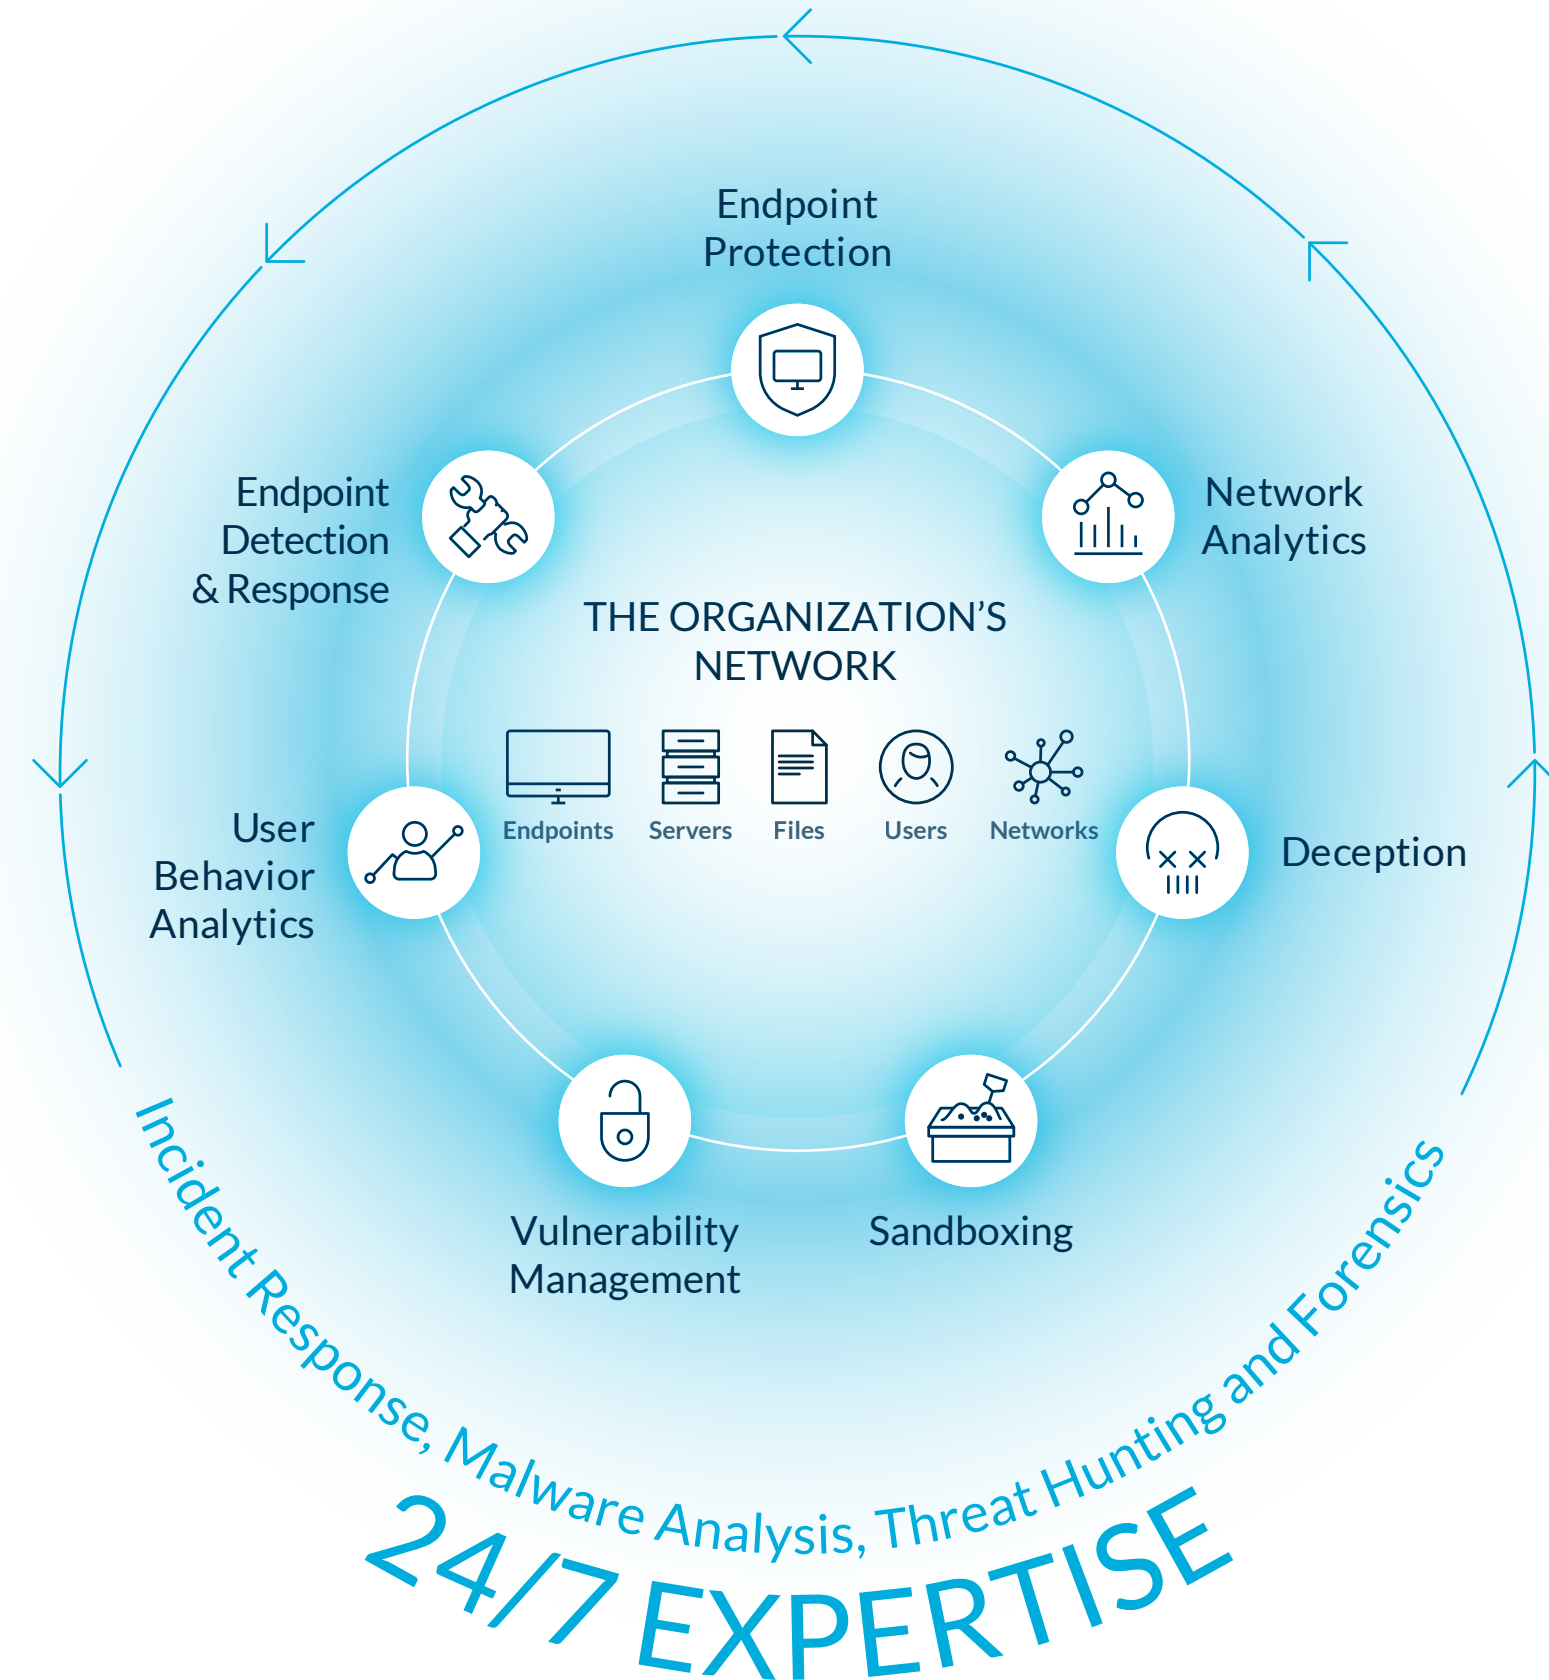 Endpoint
Protection
Endpoint
Detection
& Response
Network
Analytics
THE ORGANIZATION’S
NETWORK
Endpoints
Servers
Files
Users
Networks
User
Behavior
Analytics
Deception
Vulnerability
Management
Sandboxing
Incident Response, Malware Analysis, Threat Hunting and Forensics
24/7 EXPERTISE